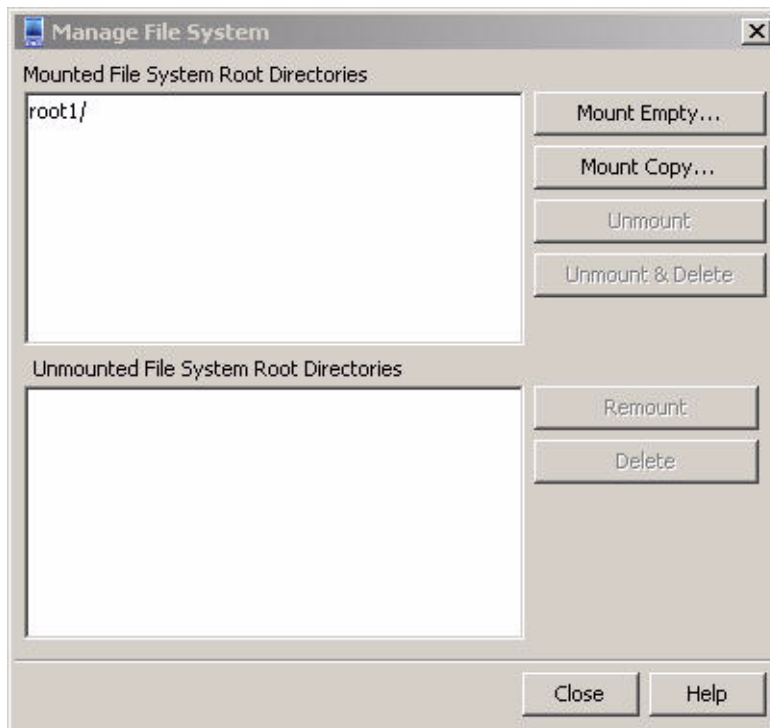 Manage File System
Mounted File System Root Directories
root1/
Mount Empty...
Mount Copy...
Unmount
Unmount & Delete
Unmounted File System Root Directories
Remount
Delete
Close
Help